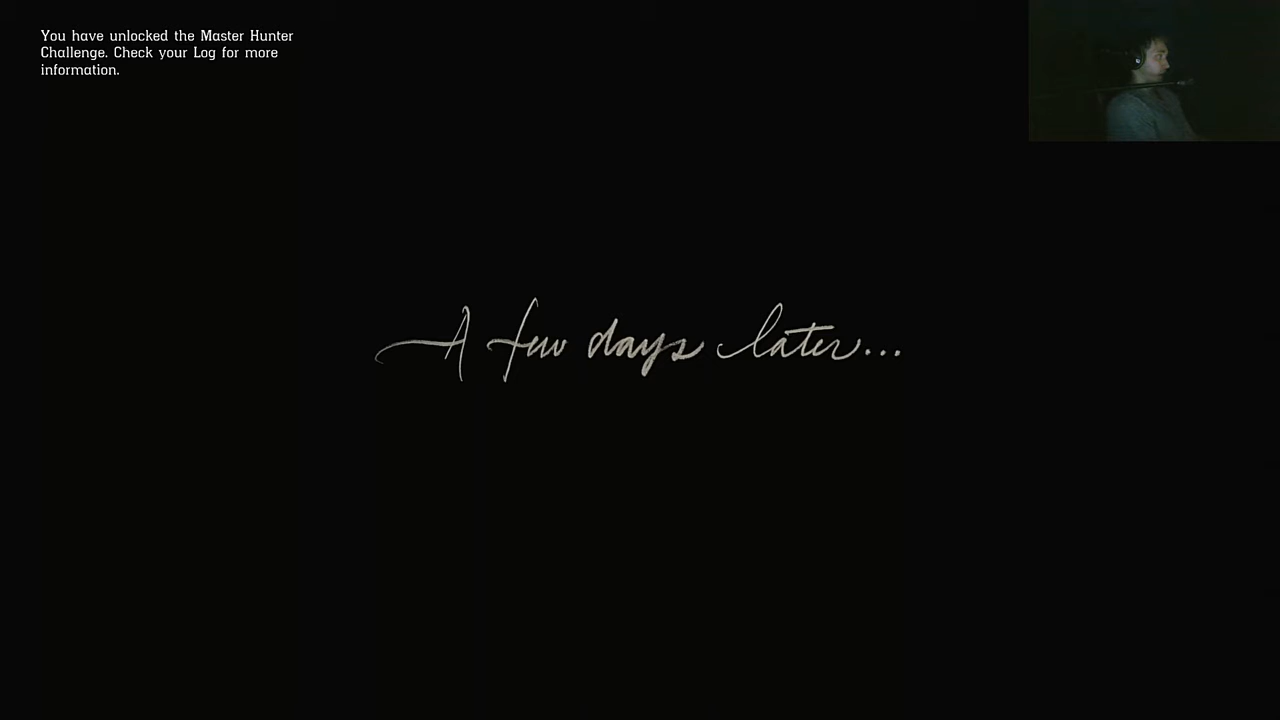 You have unlocked the Master Hunter
Challenge. Check your Log for more
information.
A few days later...